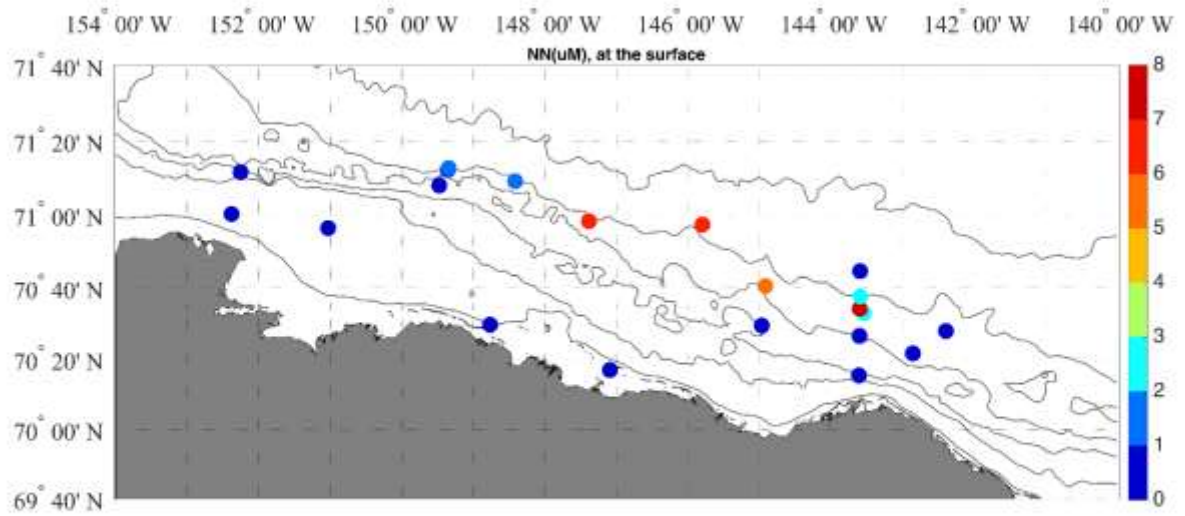 154° 00' W 152° 00' W 150° 00' W 148° 00' W 146° 00' W 144° 00' W 142° 00' W 140° 00' W
NN(uM), at the surface
71° 40' N
71° 20' N
71° 00' N
70° 40' N
70° 20' N
70° 00' N
69° 40' N
8
7
6
5
4
3
2
1
0